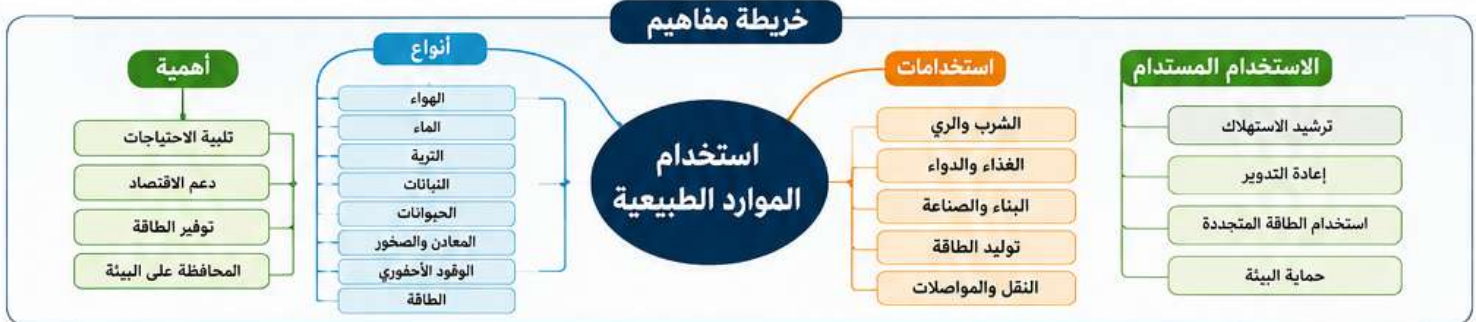 خريطة مفاهيم
استخدام
الموارد الطبيعية
الاستخدام المستدام
ترشيد الاستهلاك
إعادة التدوير
استخدام الطاقة المتجددة
حماية البيئة
استخدامات
الشرب والري
الغذاء والدواء
البناء والصناعة
توليد الطاقة
النقل والمواصلات
أنواع
الهواء
الماء
التربة
النباتات
الحيوانات
المعادن والصخور
الوقود الأحفوري
الطاقة
أهمية
تلبية الاحتياجات
دعم الاقتصاد
توفير الطاقة
المحافظة على البيئة